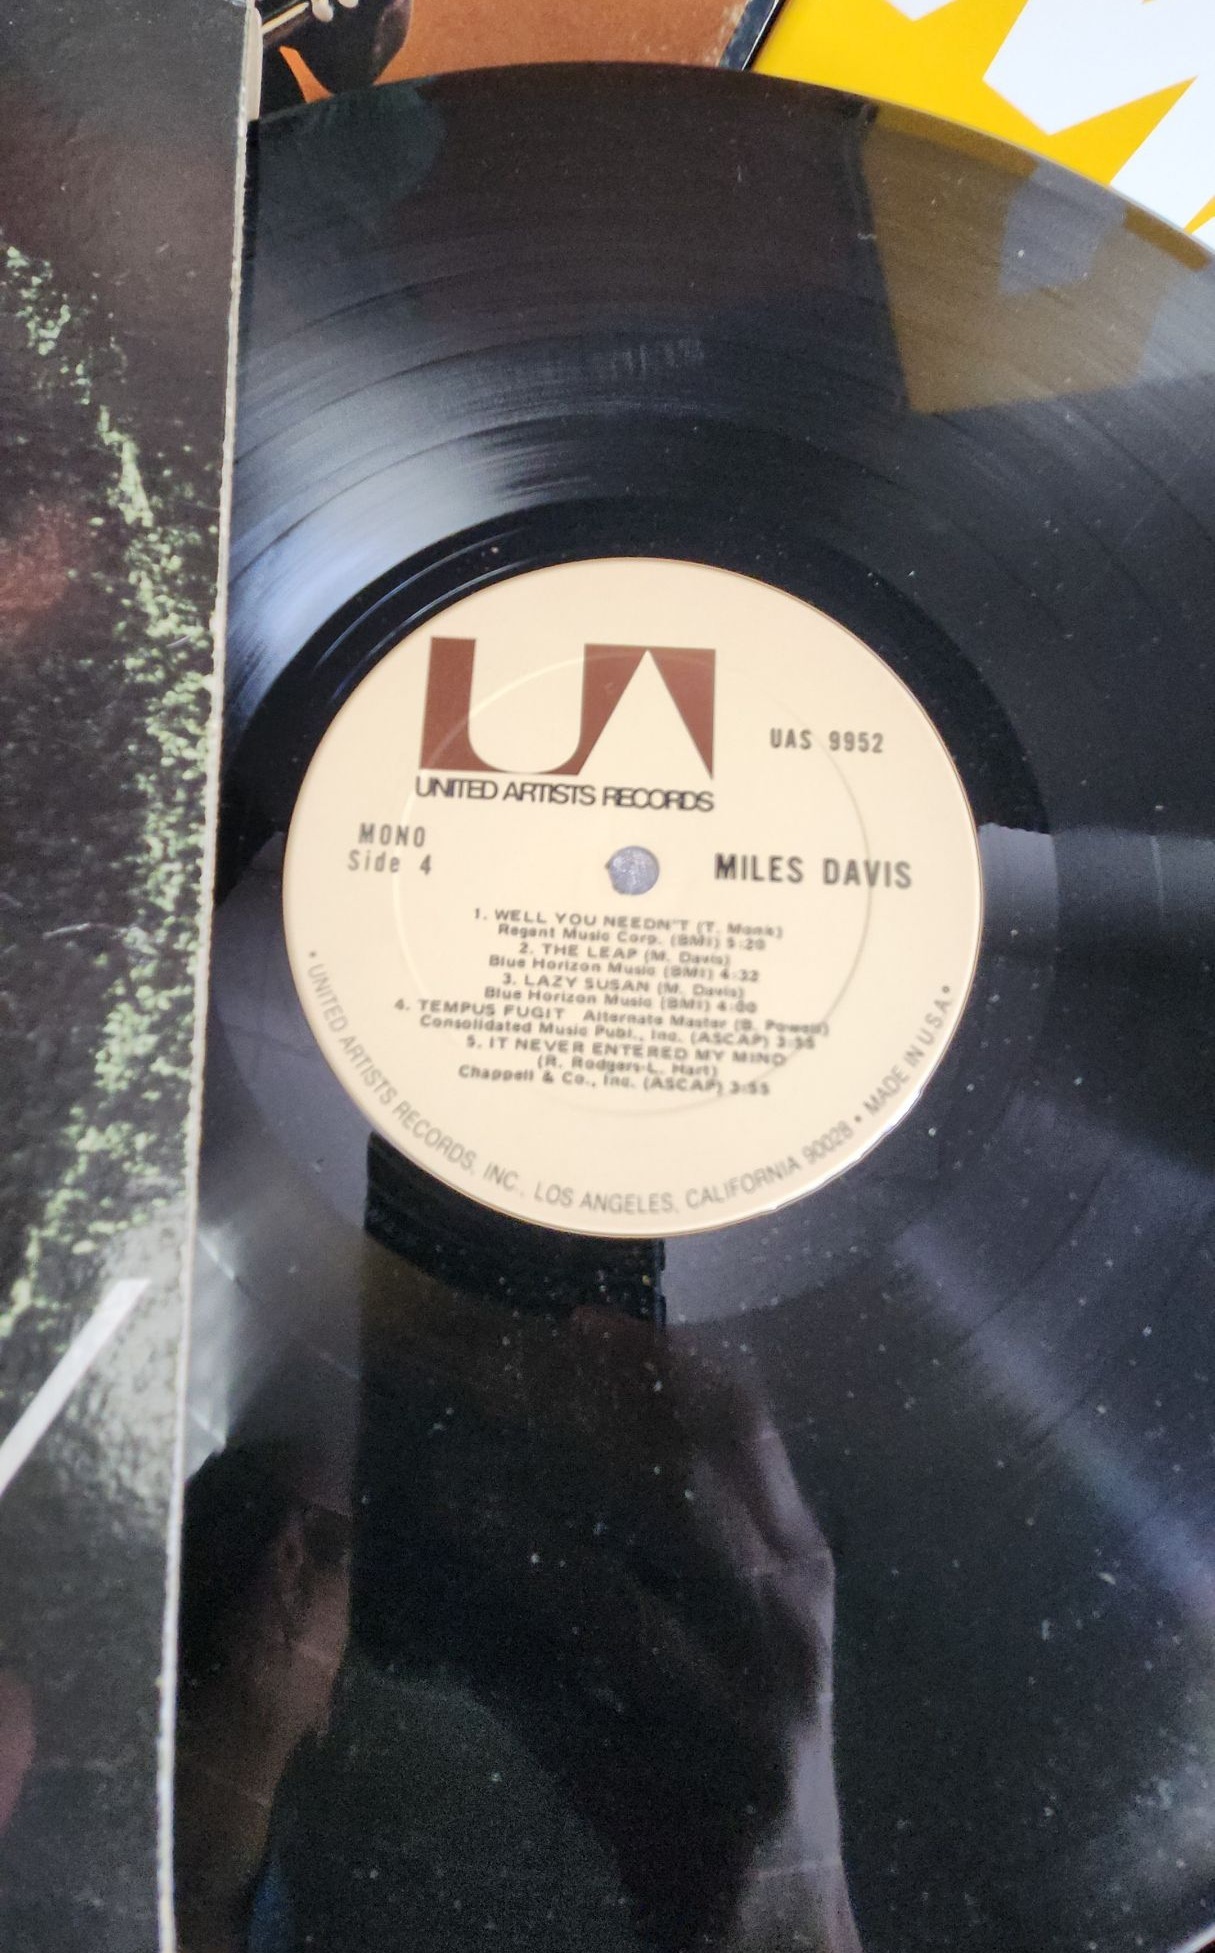 UA
UNITED ARTISTS RECORDS
UAS 9952
MONO
Side 4
MILES DAVIS
1. WELL YOU NEEDN'T (T. Monk)
Regent Music Corp. (BMI) 5:20
2. THE LEAP (M. Davis)
Blue Horizon Music (BMI) 4:32
3. LAZY SUSAN (M. Davis)
Blue Horizon Music (BMI) 4:00
4. TEMPUS FUGIT Alternate Master (B. Powell)
Consolidated Music Publ., Inc. (ASCAP) 3:55
5. IT NEVER ENTERED MY MIND
(R. Rodgers-L. Hart)
Chappell & Co., Inc. (ASCAP) 3:55
• UNITED ARTISTS RECORDS, INC., LOS ANGELES, CALIFORNIA 90028 • MADE IN U.S.A. •